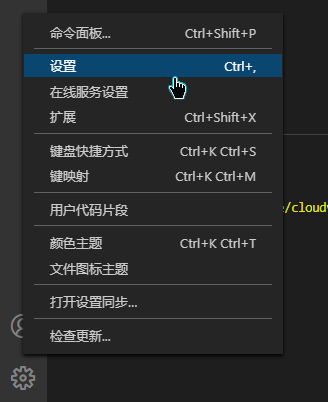 命令面板... Ctrl+Shift+P
设置 Ctrl+,
在线服务设置
扩展 Ctrl+Shift+X
键盘快捷方式 Ctrl+K Ctrl+S
键映射 Ctrl+K Ctrl+M
用户代码片段
e/cloudv
颜色主题 Ctrl+K Ctrl+T
文件图标主题
打开设置同步...
检查更新...